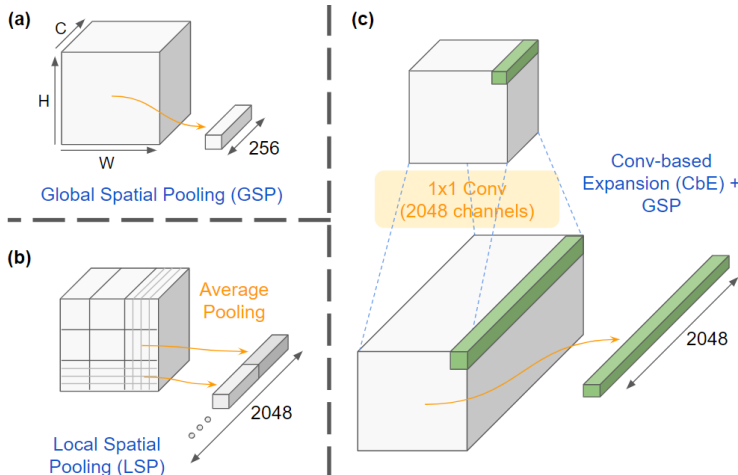 (a)
C
H
W
256
Global Spatial Pooling (GSP)
(b)
Average
Pooling
2048
Local Spatial
Pooling (LSP)
(c)
1x1 Conv
(2048 channels)
Conv-based
Expansion (CbE) +
GSP
2048